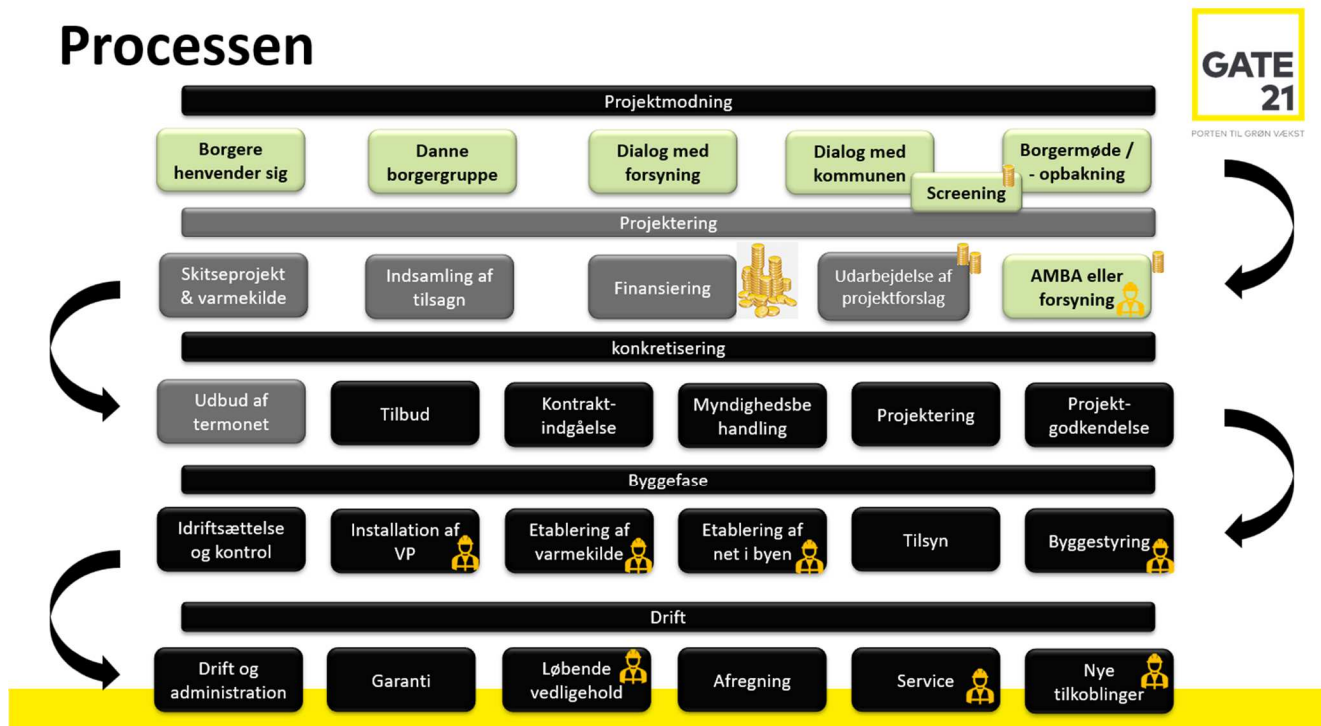 Processen
GATE
21
PORTEN TIL GRØN VÆKST
Projektmodning
Borgere
henvender sig
Danne
borgergruppe
Dialog med
forsyning
Dialog med
kommunen
Screening
Borgermøde /
- opbakning
Projektering
Skitseprojekt
& varmekilde
Indsamling af
tilsagn
Finansiering
Udarbejdelse af
projektforslag
AMBA eller
forsyning
konkretisering
Udbud af
termonet
Tilbud
Kontrakt-
indgåelse
Myndighedsbe
handling
Projektering
Projekt-
godkendelse
Byggefase
Idriftsættelse
og kontrol
Installation af
VP
Etablering af
varmekilde
Etablering af
net i byen
Tilsyn
Byggestyring
Drift
Drift og
administration
Garanti
Løbende
vedligehold
Afregning
Service
Nye
tilkoblinger